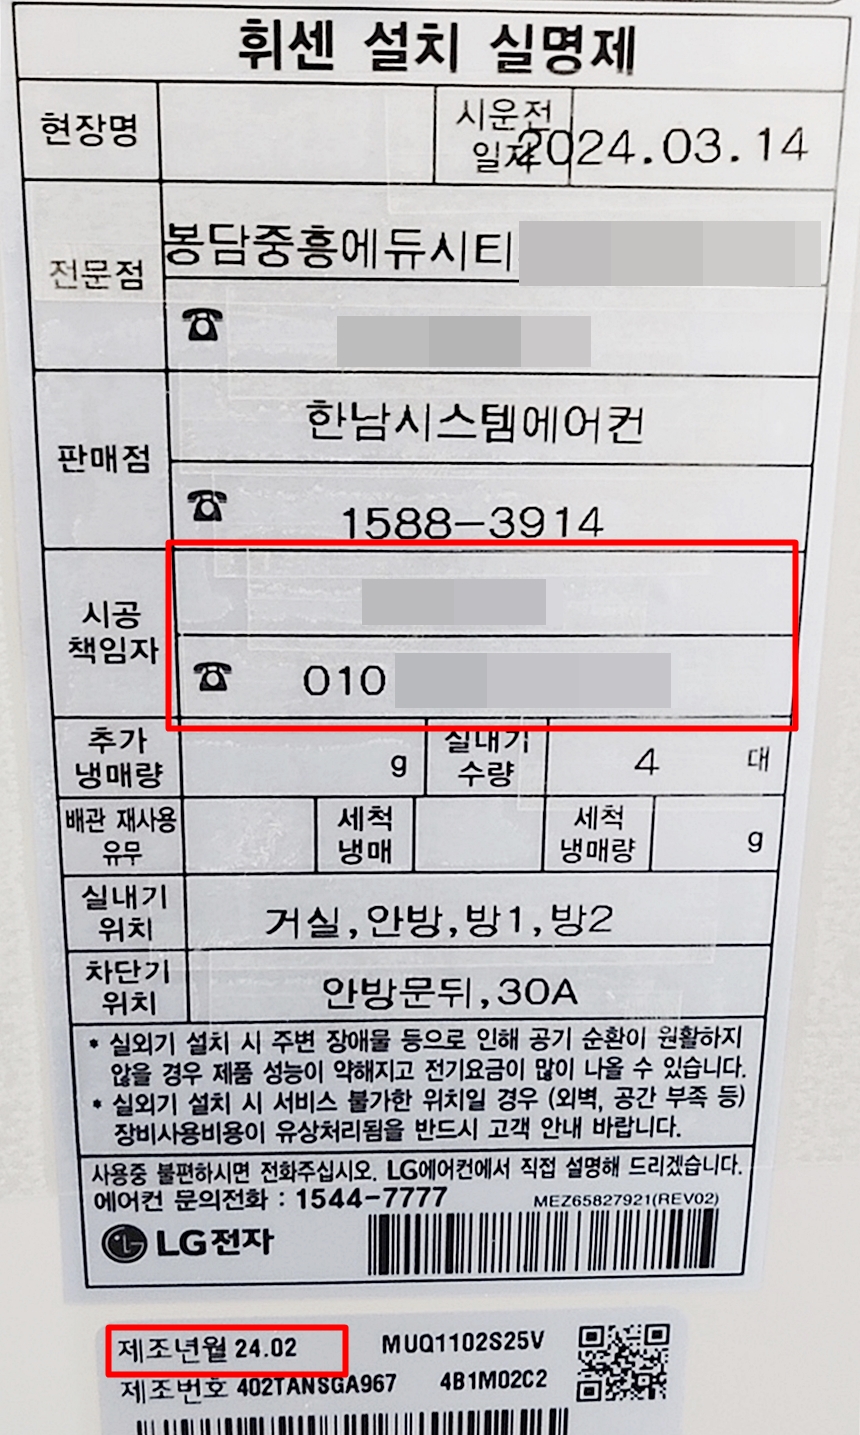 휘센 설치 실명제
현장명
시운전
일자 2024.03.14
전문점
봉담중흥에듀시티
☎
판매점
한남시스템에어컨
☎ 1588-3914
시공
책임자
☎ 010
추가
냉매량
g
실내기
수량
4 대
배관 재사용
유무
세척
냉매
세척
냉매량
g
실내기
위치
거실,안방,방1,방2
차단기
위치
안방문뒤,30A
* 실외기 설치 시 주변 장애물 등으로 인해 공기 순환이 원활하지
않을 경우 제품 성능이 약해지고 전기요금이 많이 나올 수 있습니다.
* 실외기 설치 시 서비스 불가한 위치일 경우 (외벽, 공간 부족 등)
장비사용비용이 유상처리됨을 반드시 고객 안내 바랍니다.
사용중 불편하시면 전화주십시오. LG에어컨에서 직접 설명해 드리겠습니다.
에어컨 문의전화 : 1544-7777
MEZ65827921(REV02)
LG전자
제조년월 24.02
MUQ1102S25V
제조번호 402TANSGA967
4B1M02C2